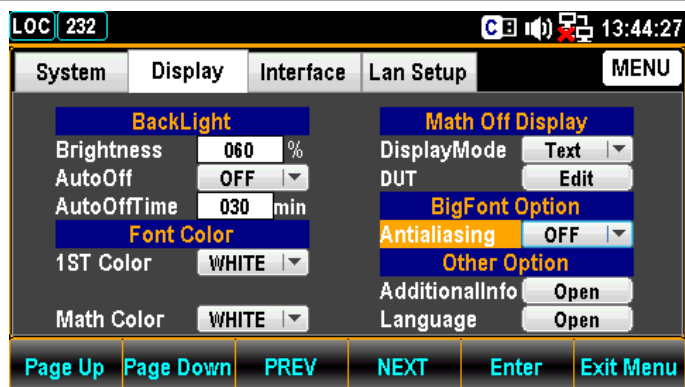 LOC 232 C E 13:44:27
System Display Interface Lan Setup MENU
BackLight
Brightness 060 %
AutoOff OFF
AutoOffTime 030 min
Font Color
1ST Color WHITE
Math Color WHITE
Math Off Display
DisplayMode Text
DUT Edit
BigFont Option
Antialiasing OFF
Other Option
AdditionalInfo Open
Language Open
Page Up Page Down PREV NEXT Enter Exit Menu